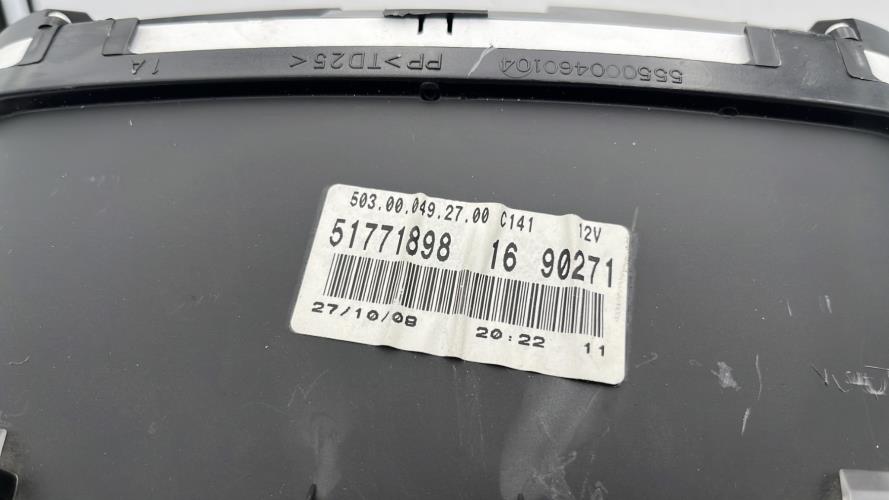 1A >PP>TD25< 555000460104
503.00.049.27.00 C141 12V
51771898 16 90271
27/10/08 20:22 11